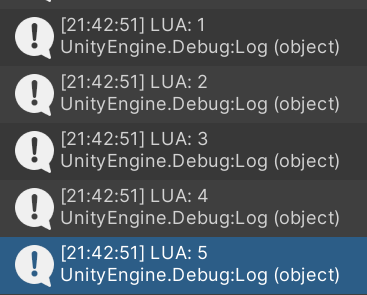 [21:42:51] LUA: 1
UnityEngine.Debug:Log (object)
[21:42:51] LUA: 2
UnityEngine.Debug:Log (object)
[21:42:51] LUA: 3
UnityEngine.Debug:Log (object)
[21:42:51] LUA: 4
UnityEngine.Debug:Log (object)
[21:42:51] LUA: 5
UnityEngine.Debug:Log (object)